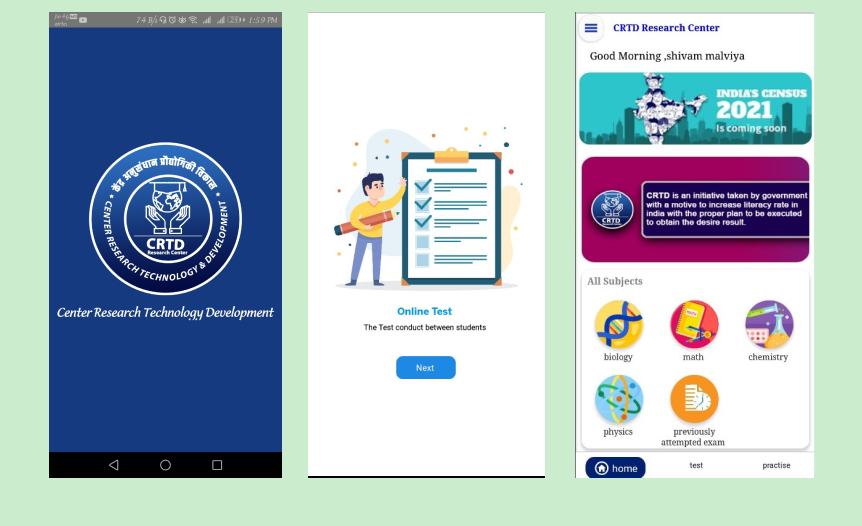 74 B/s 1:59 PM
केंद्र अनुसंधान प्रौद्योगिकी विकास
CRTD
Research Center
CENTER RESEARCH TECHNOLOGY & DEVELOPMENT
Center Research Technology Development
Online Test
The Test conduct between students
Next
CRTD Research Center
Good Morning ,shivam malviya
INDIA'S CENSUS
2021
Is coming soon
CRTD
CRTD is an initiative taken by government
with a motive to increase literacy rate in
india with the proper plan to be executed
to obtain the desire result.
All Subjects
biology
math
chemistry
physics
previously
attempted exam
home
test
practise